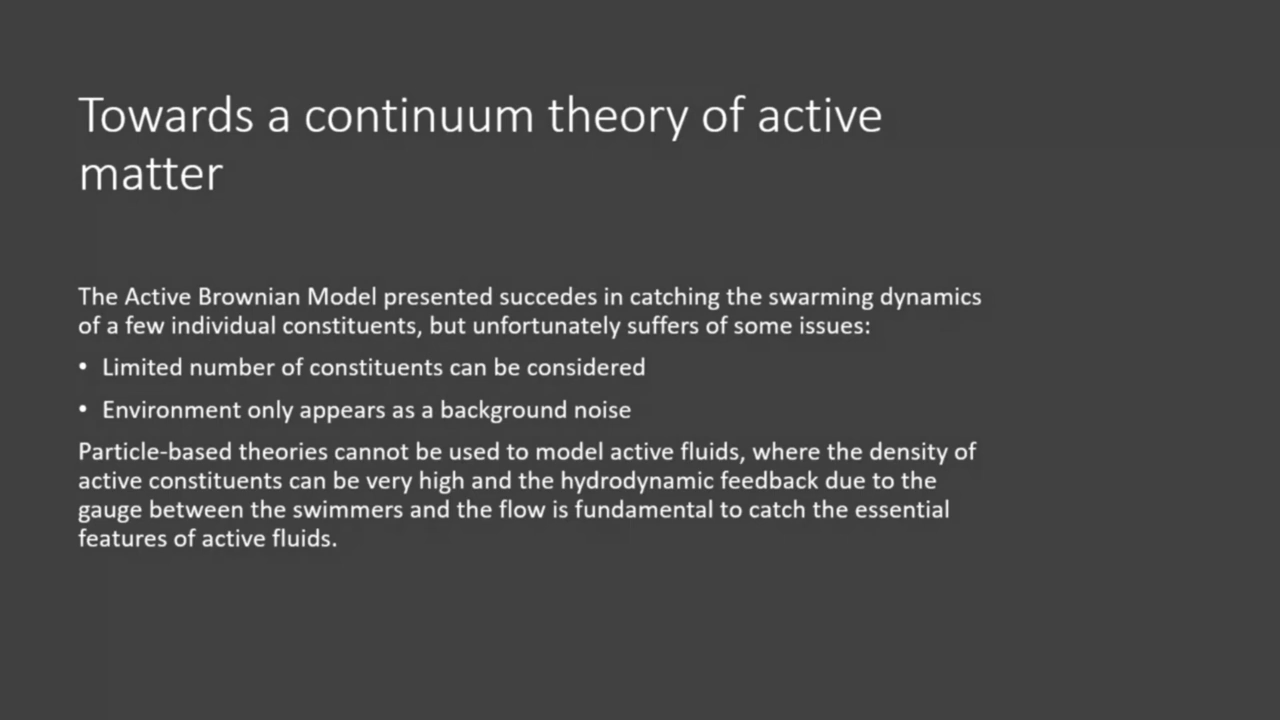 Towards a continuum theory of active
matter
The Active Brownian Model presented succedes in catching the swarming dynamics
of a few individual constituents, but unfortunately suffers of some issues:
• Limited number of constituents can be considered
• Environment only appears as a background noise
Particle-based theories cannot be used to model active fluids, where the density of
active constituents can be very high and the hydrodynamic feedback due to the
gauge between the swimmers and the flow is fundamental to catch the essential
features of active fluids.